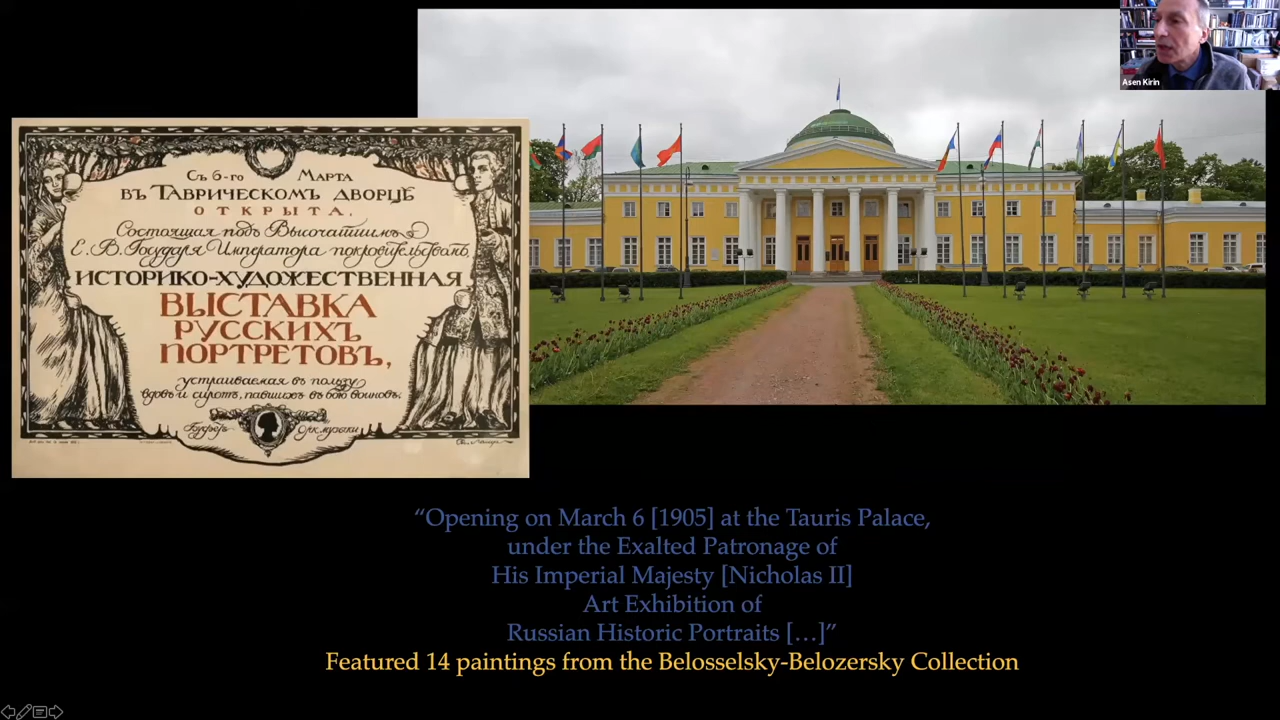 Asen Kirin
Съ 6-го Марта
въ Таврическомъ дворцѣ
ОТКРЫТА,
Состоящая подъ Высочайшимъ
Е. В. Государя Императора покровительствомъ,
ИСТОРИКО-ХУДОЖЕСТВЕННАЯ
ВЫСТАВКА
РУССКИХЪ
ПОРТРЕТОВЪ,
устраиваемая въ пользу
вдовъ и сиротъ, павшихъ въ бою воиновъ.
Буфетъ Орк. музыки
“Opening on March 6 [1905] at the Tauris Palace,
under the Exalted Patronage of
His Imperial Majesty [Nicholas II]
Art Exhibition of
Russian Historic Portraits […]”
Featured 14 paintings from the Belosselsky-Belozersky Collection